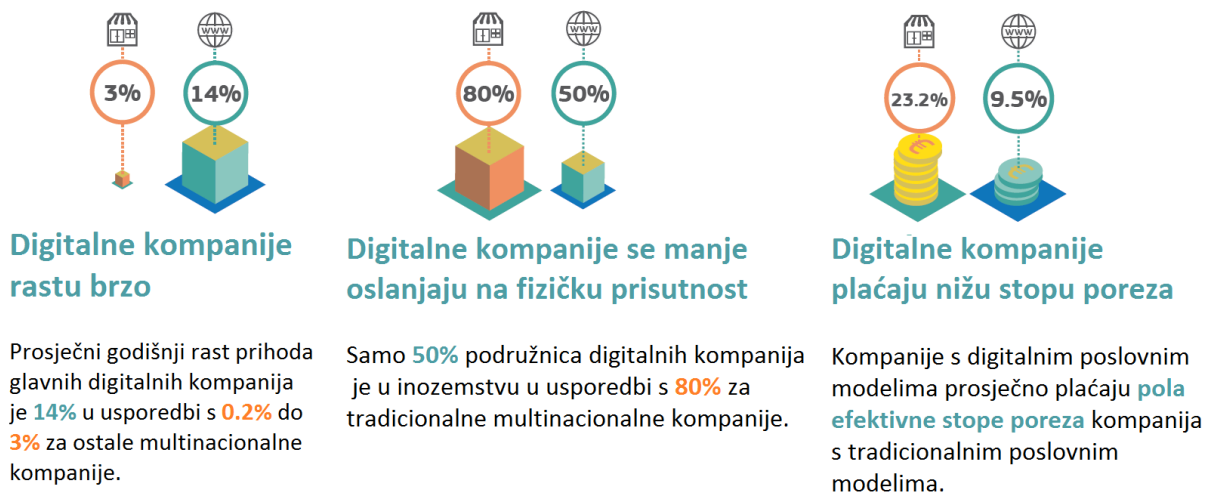 www
3%
14%
Digitalne kompanije
rastu brzo
Prosječni godišnji rast prihoda
glavnih digitalnih kompanija
je 14% u usporedbi s 0.2% do
3% za ostale multinacionalne
kompanije.
www
80%
50%
Digitalne kompanije se manje
oslanjaju na fizičku prisutnost
Samo 50% podružnica digitalnih kompanija
je u inozemstvu u usporedbi s 80% za
tradicionalne multinacionalne kompanije.
www
23.2%
9.5%
€
€
Digitalne kompanije
plaćaju nižu stopu poreza
Kompanije s digitalnim poslovnim
modelima prosječno plaćaju pola
efektivne stope poreza kompanija
s tradicionalnim poslovnim
modelima.